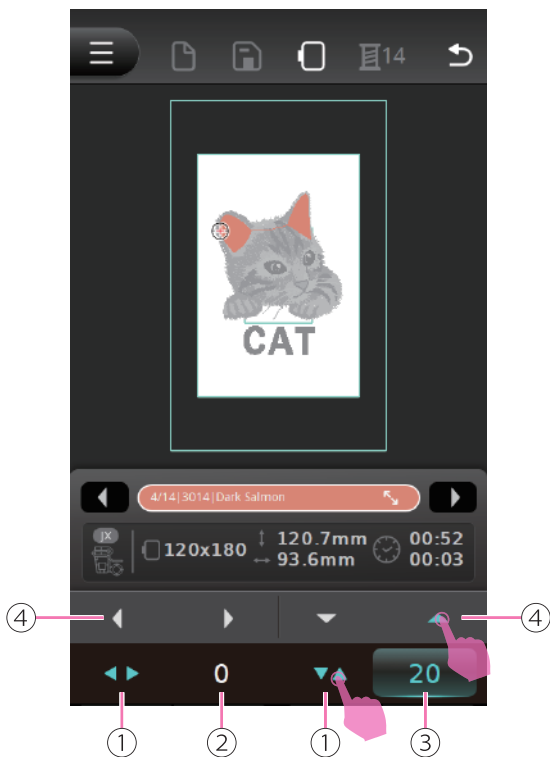 14
CAT
4/14|3014|Dark Salmon
JX
120x180
120.7mm
93.6mm
00:52
00:03
④
④
0
20
①
②
①
③